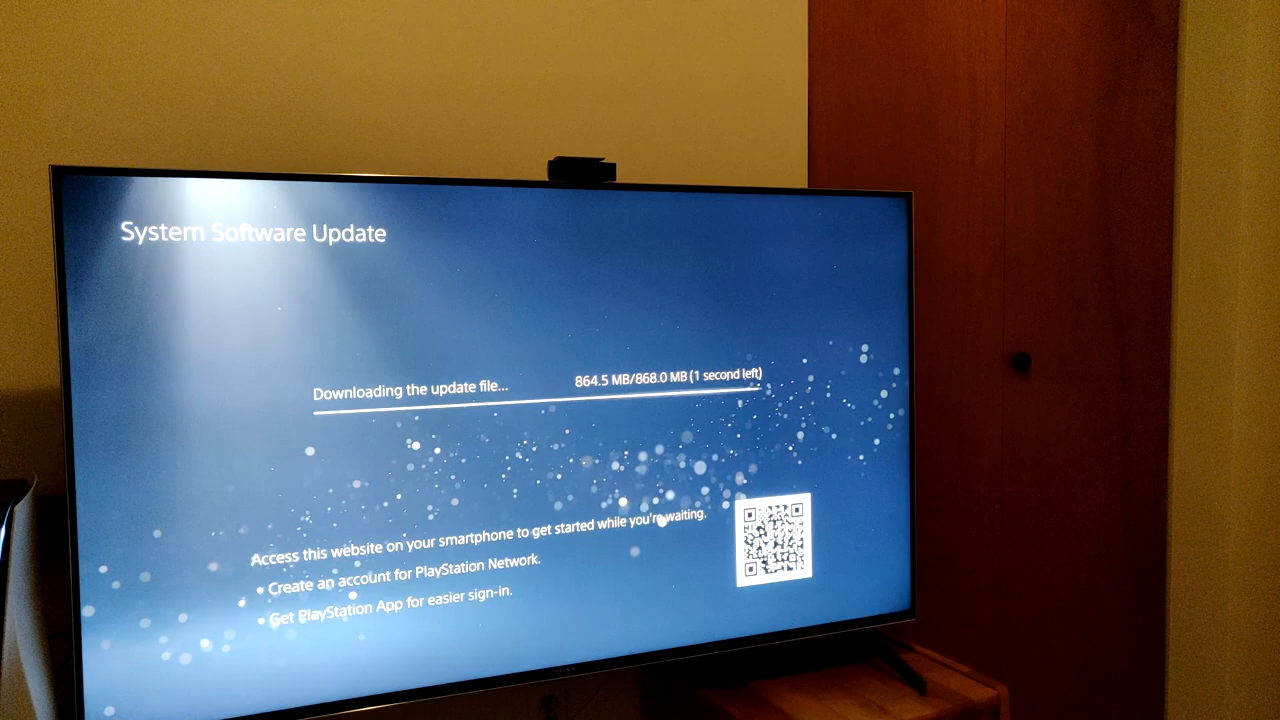 System Software Update
Downloading the update file... 864.5 MB/868.0 MB (1 second left)
Access this website on your smartphone to get started while you're waiting.
• Create an account for PlayStation Network.
• Get PlayStation App for easier sign-in.
SONY